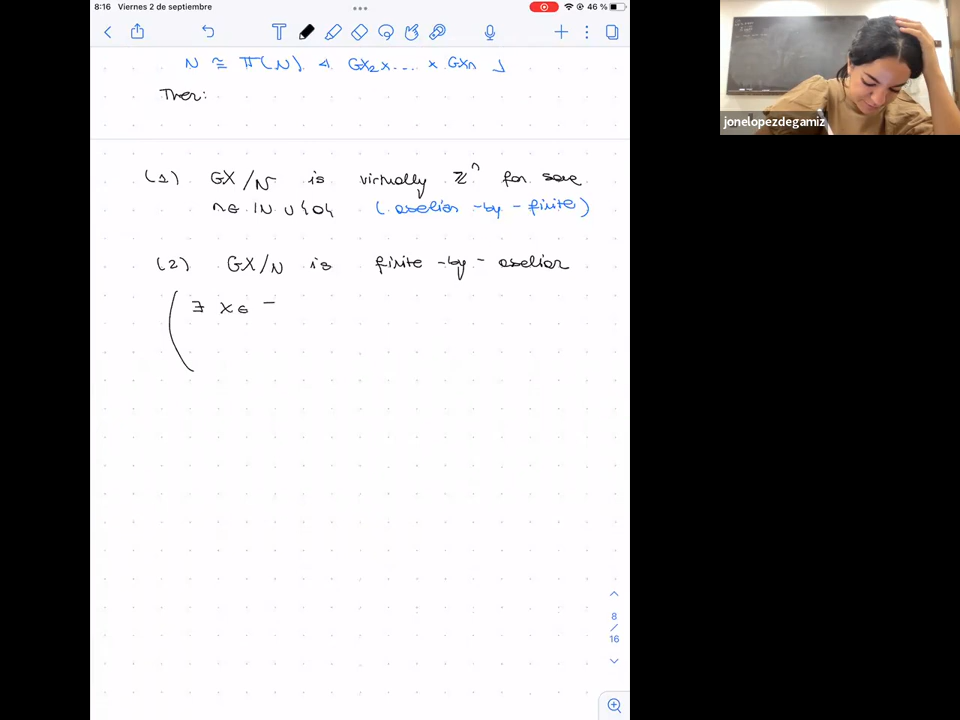 8:16 Viernes 2 de septiembre
46 %
N ≅ π(N) ◁ GX₂ x ... x GXn
Then:
(1) GX/N is virtually ℤⁿ for some
n ∈ ℕ ∪ {0} (abelian-by-finite)
(2) GX/N is finite-by-abelian
∃ X ∈
8
/
16
jonelopezdegamiz